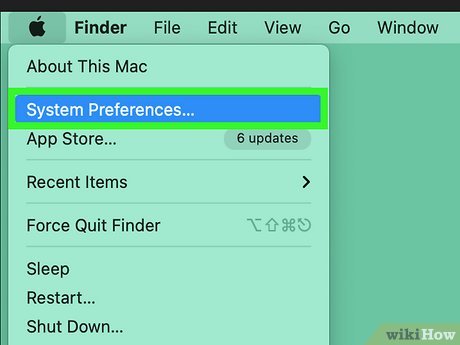 Finder File Edit View Go Window
About This Mac
System Preferences...
App Store... 6 updates
Recent Items
Force Quit Finder ⌥⇧⌘⎋
Sleep
Restart...
Shut Down...
wikiHow